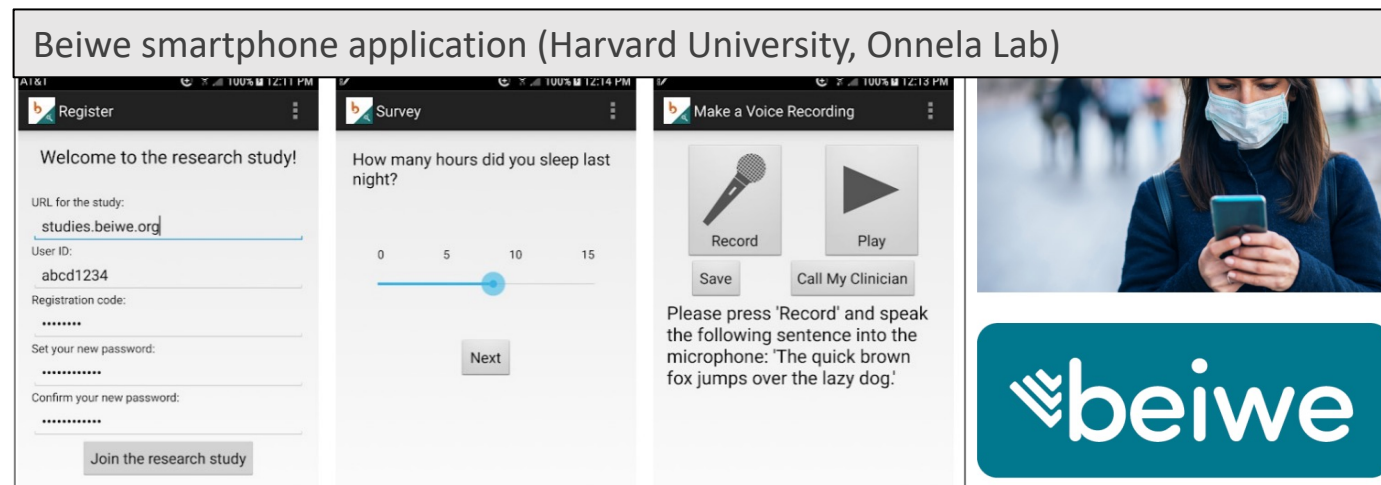 Beiwe smartphone application (Harvard University, Onnela Lab)
AT&T 100% 12:11 PM
Register
Welcome to the research study!
URL for the study:
studies.beiwe.org
User ID:
abcd1234
Registration code:
••••••••
Set your new password:
••••••••••••
Confirm your new password:
••••••••••••
Join the research study
100% 12:14 PM
Survey
How many hours did you sleep last
night?
0 5 10 15
Next
100% 12:13 PM
Make a Voice Recording
Record Play
Save Call My Clinician
Please press 'Record' and speak
the following sentence into the
microphone: 'The quick brown
fox jumps over the lazy dog.'
beiwe